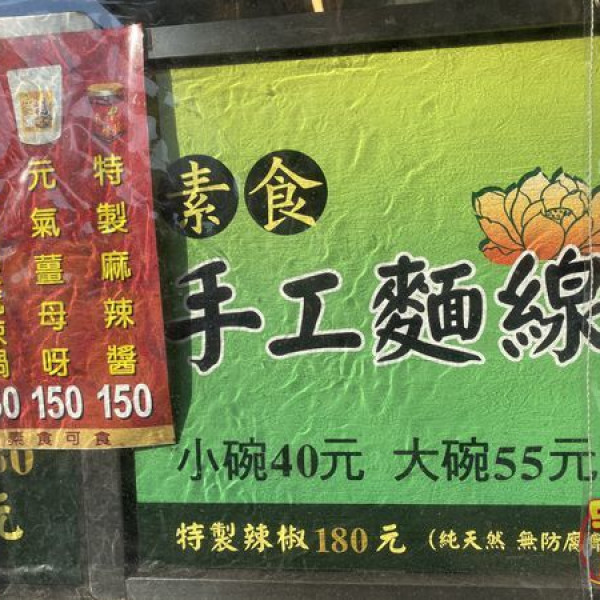 特製麻辣醬
150
元氣薑母呀
150
素食可食
元
素食
手工麵線
小碗40元 大碗55元
特製辣椒180元 (純天然 無防腐